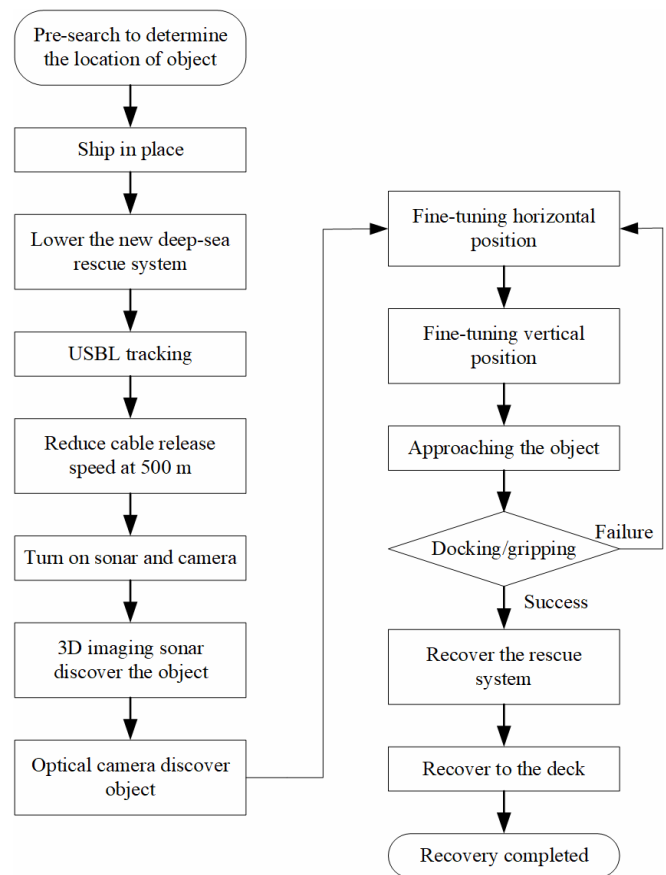 Pre-search to determine
the location of object
Ship in place
Lower the new deep-sea
rescue system
USBL tracking
Reduce cable release
speed at 500 m
Turn on sonar and camera
3D imaging sonar
discover the object
Optical camera discover
object
Fine-tuning horizontal
position
Fine-tuning vertical
position
Approaching the object
Docking/gripping
Failure
Success
Recover the rescue
system
Recover to the deck
Recovery completed